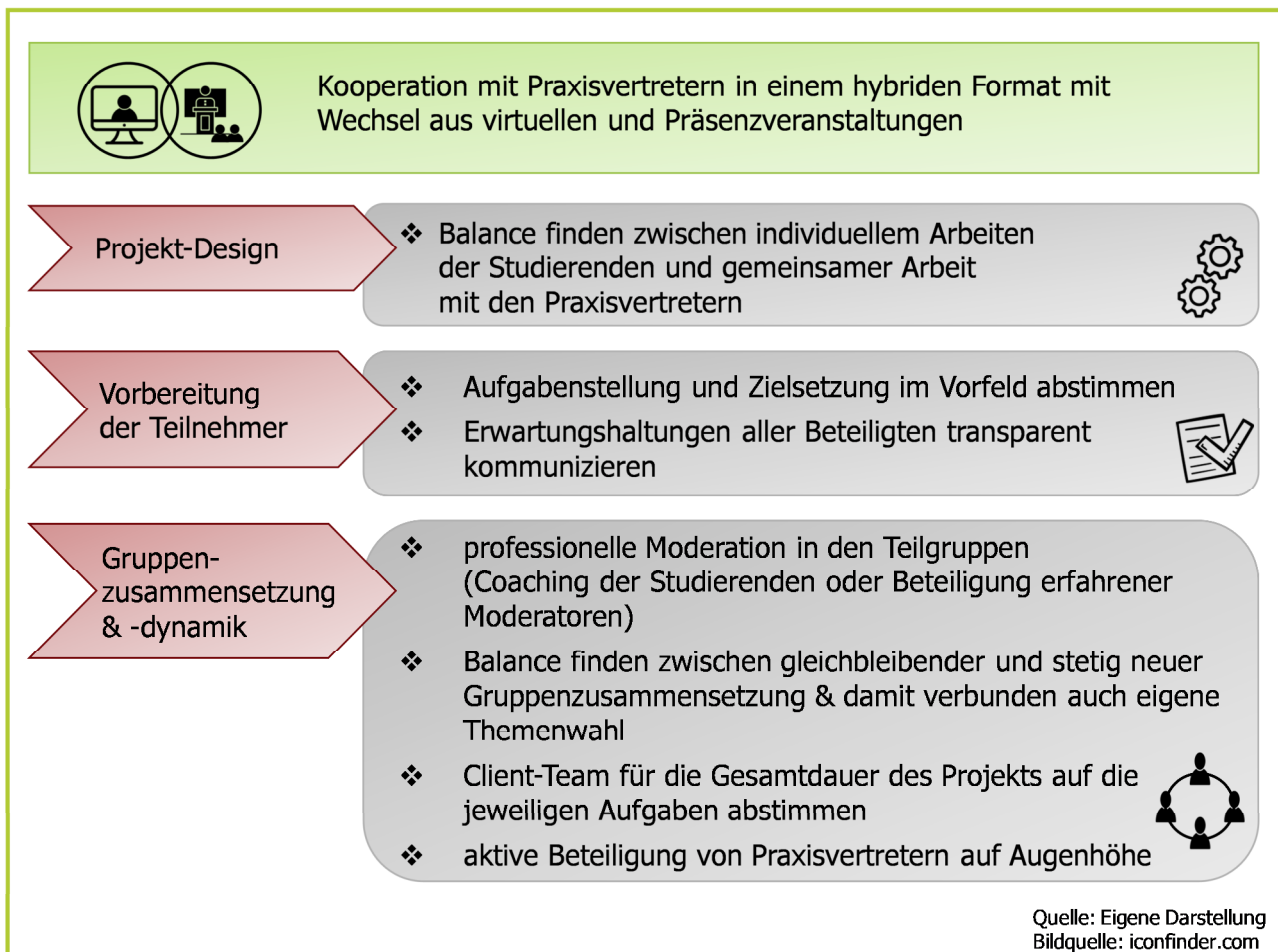 Kooperation mit Praxisvertretern in einem hybriden Format mit
Wechsel aus virtuellen und Präsenzveranstaltungen
Projekt-Design
❖ Balance finden zwischen individuellem Arbeiten
der Studierenden und gemeinsamer Arbeit
mit den Praxisvertretern
Vorbereitung
der Teilnehmer
❖ Aufgabenstellung und Zielsetzung im Vorfeld abstimmen
❖ Erwartungshaltungen aller Beteiligten transparent
kommunizieren
Gruppen-
zusammensetzung
& -dynamik
❖ professionelle Moderation in den Teilgruppen
(Coaching der Studierenden oder Beteiligung erfahrener
Moderatoren)
❖ Balance finden zwischen gleichbleibender und stetig neuer
Gruppenzusammensetzung & damit verbunden auch eigene
Themenwahl
❖ Client-Team für die Gesamtdauer des Projekts auf die
jeweiligen Aufgaben abstimmen
❖ aktive Beteiligung von Praxisvertretern auf Augenhöhe
Quelle: Eigene Darstellung
Bildquelle: iconfinder.com